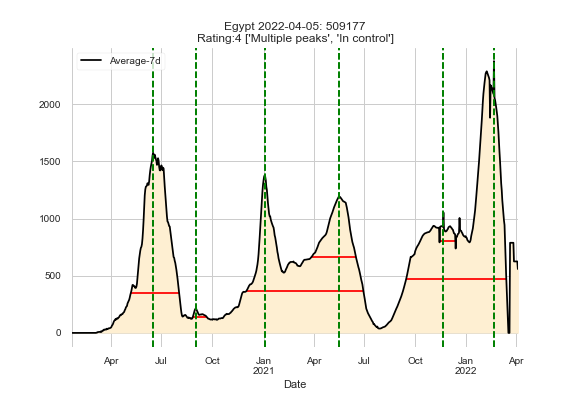 Egypt 2022-04-05: 509177
Rating:4 ['Multiple peaks', 'In control']
Average-7d
2000
1500
1000
500
0
Apr Jul Oct Jan Apr Jul Oct Jan Apr
2021 2022
Date